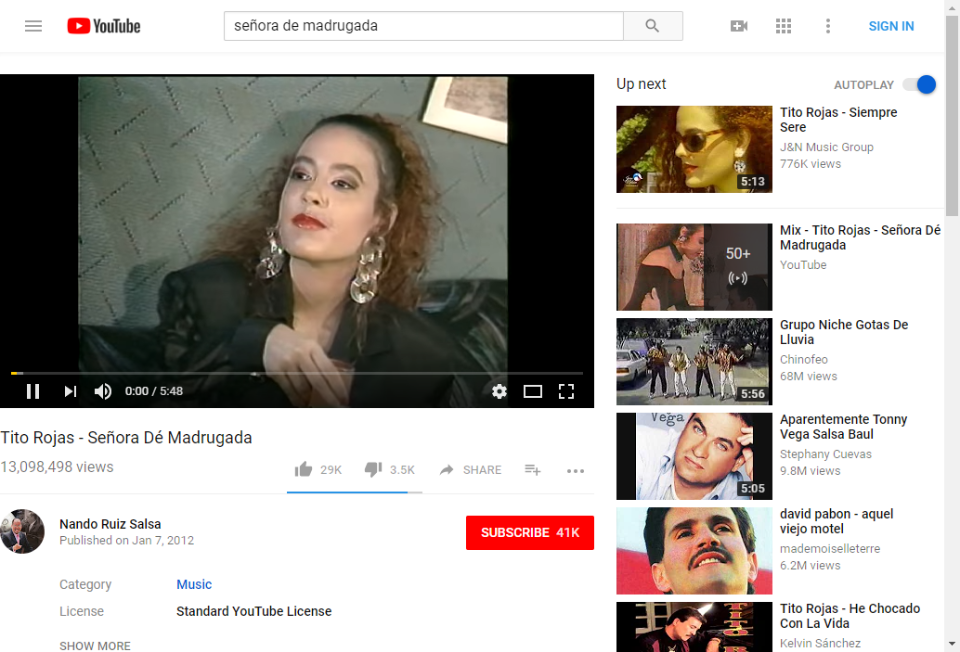 YouTube
señora de madrugada
SIGN IN
0:00 / 5:48
Tito Rojas - Señora Dé Madrugada
13,098,498 views
29K
3.5K
SHARE
Nando Ruiz Salsa
Published on Jan 7, 2012
SUBSCRIBE 41K
Category
Music
License
Standard YouTube License
SHOW MORE
Up next
AUTOPLAY
5:13
Tito Rojas - Siempre
Sere
J&N Music Group
776K views
50+
Mix - Tito Rojas - Señora Dé
Madrugada
YouTube
5:56
Grupo Niche Gotas De
Lluvia
Chinofeo
68M views
Vega
5:05
Aparentemente Tonny
Vega Salsa Baul
Stephany Cuevas
9.8M views
david pabon - aquel
viejo motel
mademoiselleterre
6.2M views
Tito Rojas - He Chocado
Con La Vida
Kelvin Sánchez